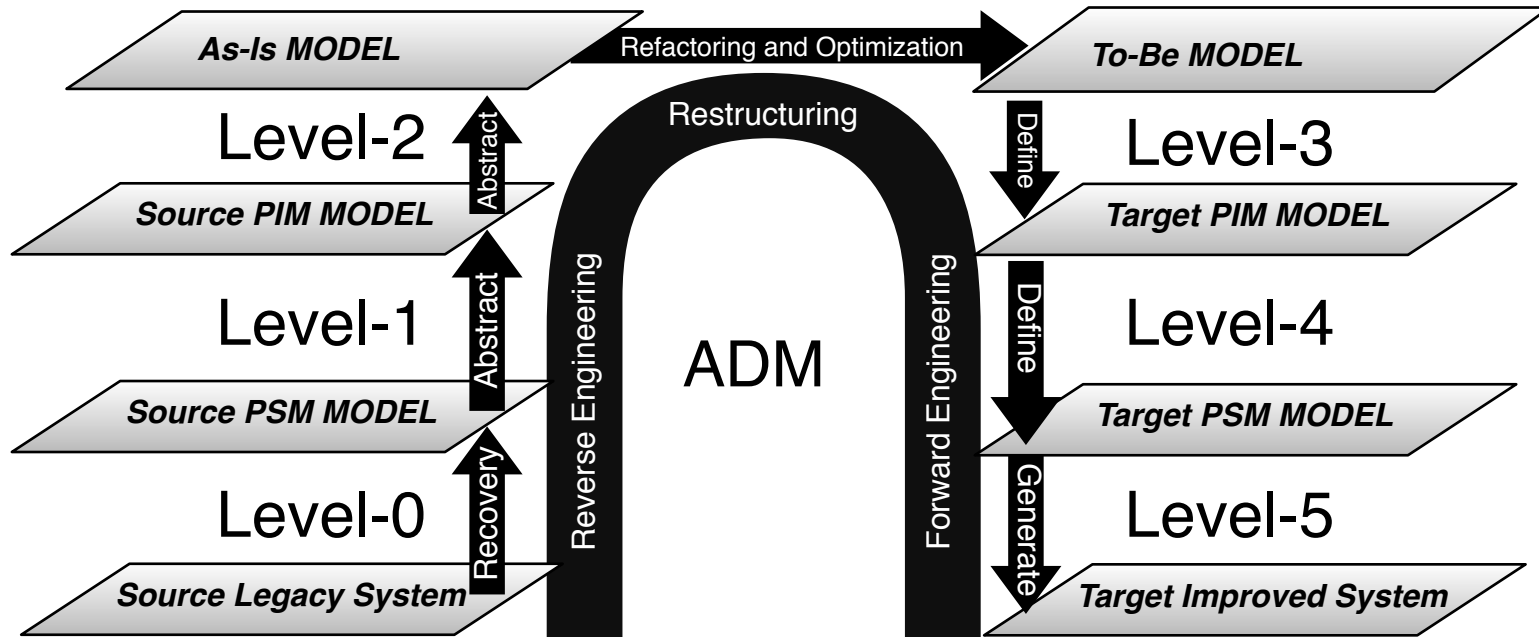 As-Is MODEL
Refactoring and Optimization
To-Be MODEL
Restructuring
Level-2
Abstract
Define
Level-3
Source PIM MODEL
Target PIM MODEL
Level-1
Abstract
Reverse Engineering
ADM
Forward Engineering
Define
Level-4
Source PSM MODEL
Target PSM MODEL
Level-0
Recovery
Generate
Level-5
Source Legacy System
Target Improved System